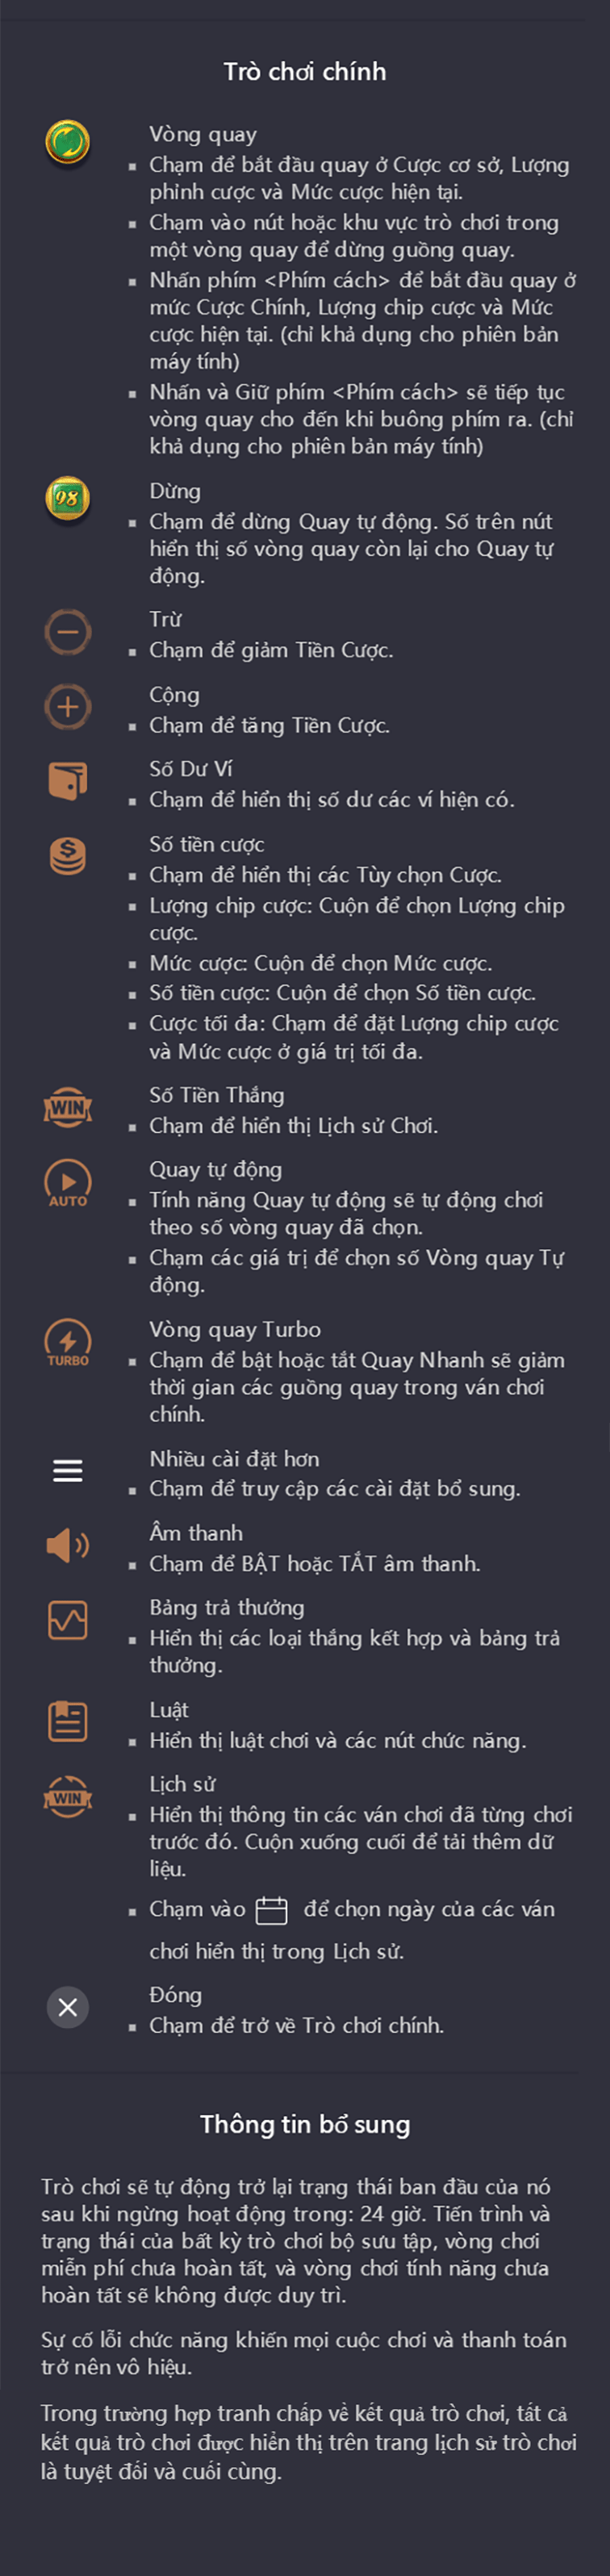 Trò chơi chính
Vòng quay
Chạm để bắt đầu quay ở Cược cơ sở, Lượng
phỉnh cược và Mức cược hiện tại.
Chạm vào nút hoặc khu vực trò chơi trong
một vòng quay để dừng guồng quay.
Nhấn phím <Phím cách> để bắt đầu quay ở
mức Cược Chính, Lượng chip cược và Mức
cược hiện tại. (chỉ khả dụng cho phiên bản
máy tính)
Nhấn và Giữ phím <Phím cách> sẽ tiếp tục
vòng quay cho đến khi buông phím ra. (chỉ
khả dụng cho phiên bản máy tính)
98
Dừng
Chạm để dừng Quay tự động. Số trên nút
hiển thị số vòng quay còn lại cho Quay tự
động.
Trừ
Chạm để giảm Tiền Cược.
Cộng
Chạm để tăng Tiền Cược.
Số Dư Ví
Chạm để hiển thị số dư các ví hiện có.
$
Số tiền cược
Chạm để hiển thị các Tùy chọn Cược.
Lượng chip cược: Cuộn để chọn Lượng chip
cược.
Mức cược: Cuộn để chọn Mức cược.
Số tiền cược: Cuộn để chọn Số tiền cược.
Cược tối đa: Chạm để đặt Lượng chip cược
và Mức cược ở giá trị tối đa.
WIN
Số Tiền Thắng
Chạm để hiển thị Lịch sử Chơi.
AUTO
Quay tự động
Tính năng Quay tự động sẽ tự động chơi
theo số vòng quay đã chọn.
Chạm các giá trị để chọn số Vòng quay Tự
động.
TURBO
Vòng quay Turbo
Chạm để bật hoặc tắt Quay Nhanh sẽ giảm
thời gian các guồng quay trong ván chơi
chính.
Nhiều cài đặt hơn
Chạm để truy cập các cài đặt bổ sung.
Âm thanh
Chạm để BẬT hoặc TẮT âm thanh.
Bảng trả thưởng
Hiển thị các loại thắng kết hợp và bảng trả
thưởng.
Luật
Hiển thị luật chơi và các nút chức năng.
WIN
Lịch sử
Hiển thị thông tin các ván chơi đã từng chơi
trước đó. Cuộn xuống cuối để tải thêm dữ
liệu.
Chạm vào để chọn ngày của các ván
chơi hiển thị trong Lịch sử.
Đóng
Chạm để trở về Trò chơi chính.
Thông tin bổ sung
Trò chơi sẽ tự động trở lại trạng thái ban đầu của nó
sau khi ngừng hoạt động trong: 24 giờ. Tiến trình và
trạng thái của bất kỳ trò chơi bộ sưu tập, vòng chơi
miễn phí chưa hoàn tất, và vòng chơi tính năng chưa
hoàn tất sẽ không được duy trì.
Sự cố lỗi chức năng khiến mọi cuộc chơi và thanh toán
trở nên vô hiệu.
Trong trường hợp tranh chấp về kết quả trò chơi, tất cả
kết quả trò chơi được hiển thị trên trang lịch sử trò chơi
là tuyệt đối và cuối cùng.